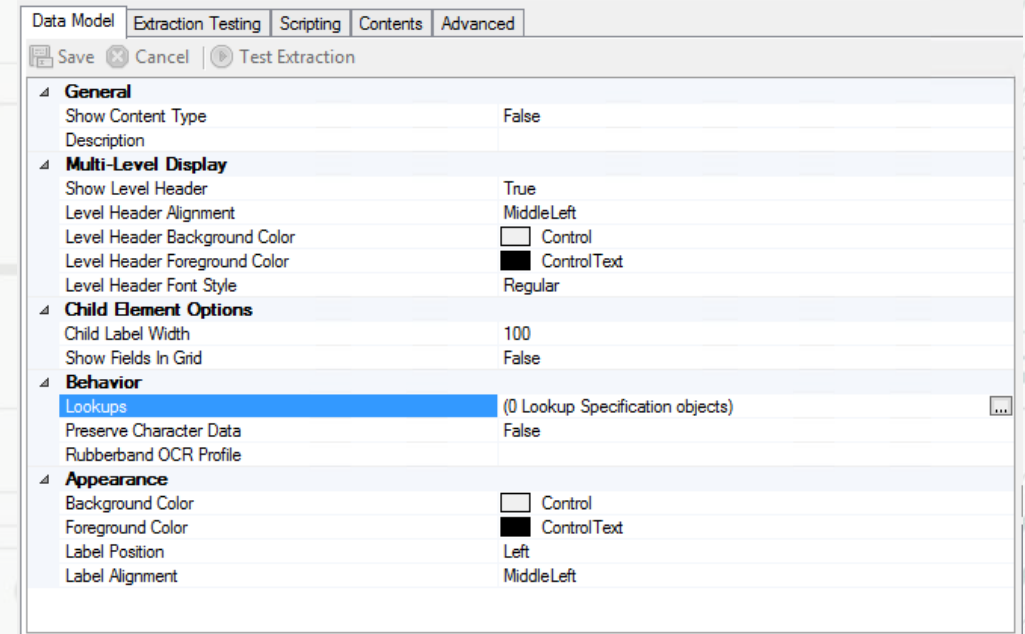 Data Model Extraction Testing Scripting Contents Advanced
Save Cancel Test Extraction
General
Show Content Type False
Description
Multi-Level Display
Show Level Header True
Level Header Alignment MiddleLeft
Level Header Background Color Control
Level Header Foreground Color ControlText
Level Header Font Style Regular
Child Element Options
Child Label Width 100
Show Fields In Grid False
Behavior
Lookups (0 Lookup Specification objects) ...
Preserve Character Data False
Rubberband OCR Profile
Appearance
Background Color Control
Foreground Color ControlText
Label Position Left
Label Alignment MiddleLeft